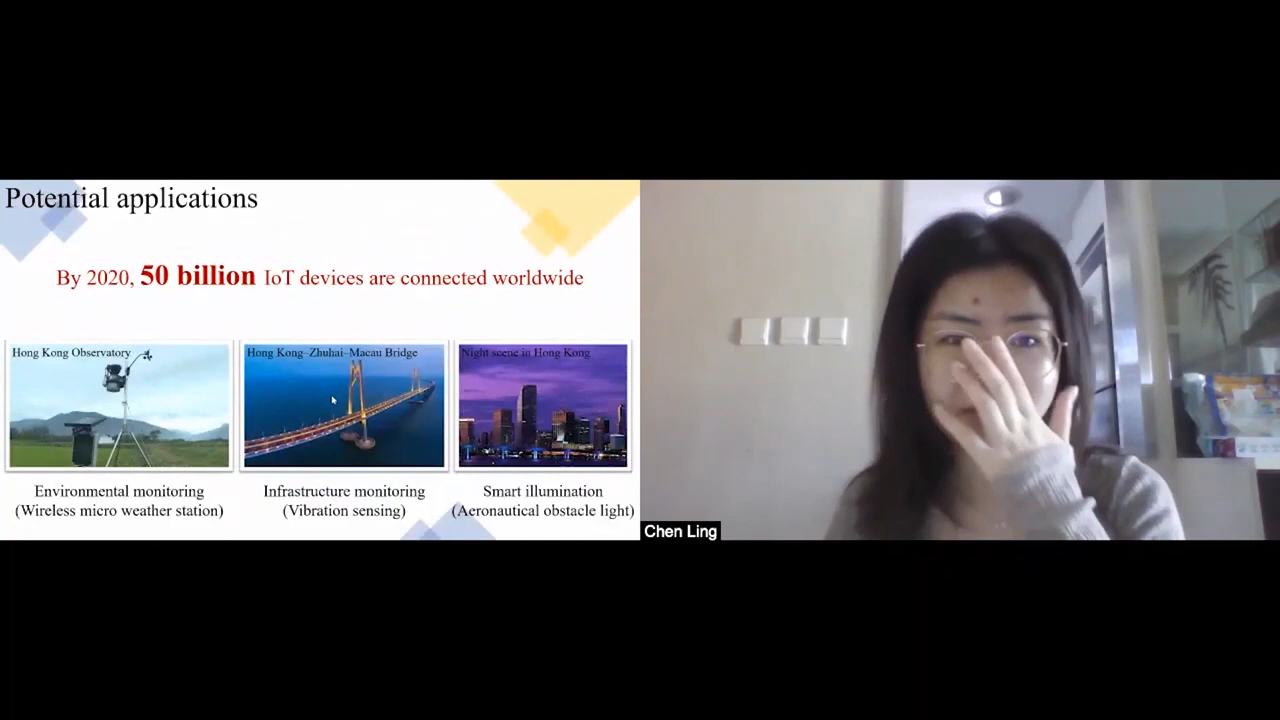 Potential applications
By 2020, 50 billion IoT devices are connected worldwide
Hong Kong Observatory
Hong Kong–Zhuhai–Macau Bridge
Night scene in Hong Kong
Environmental monitoring
(Wireless micro weather station)
Infrastructure monitoring
(Vibration sensing)
Smart illumination
(Aeronautical obstacle light)
Chen Ling